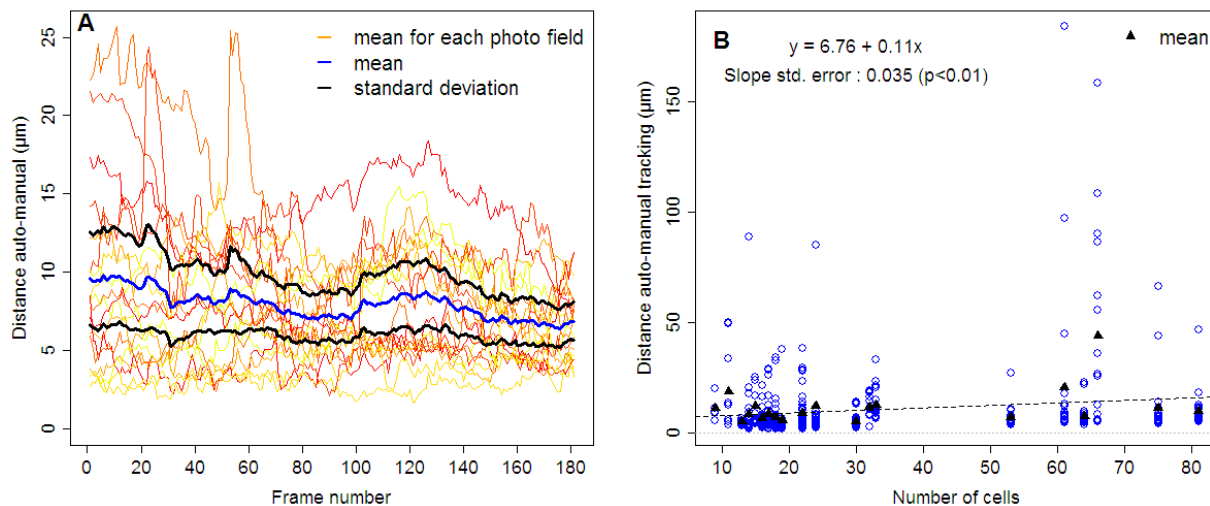 A
mean for each photo field
mean
standard deviation
Distance auto-manual (µm)
0
5
10
15
20
25
0 20 40 60 80 100 120 140 160 180
Frame number
B
y = 6.76 + 0.11x
Slope std. error : 0.035 (p<0.01)
mean
Distance auto-manual tracking (µm)
0
50
100
150
10 20 30 40 50 60 70 80
Number of cells